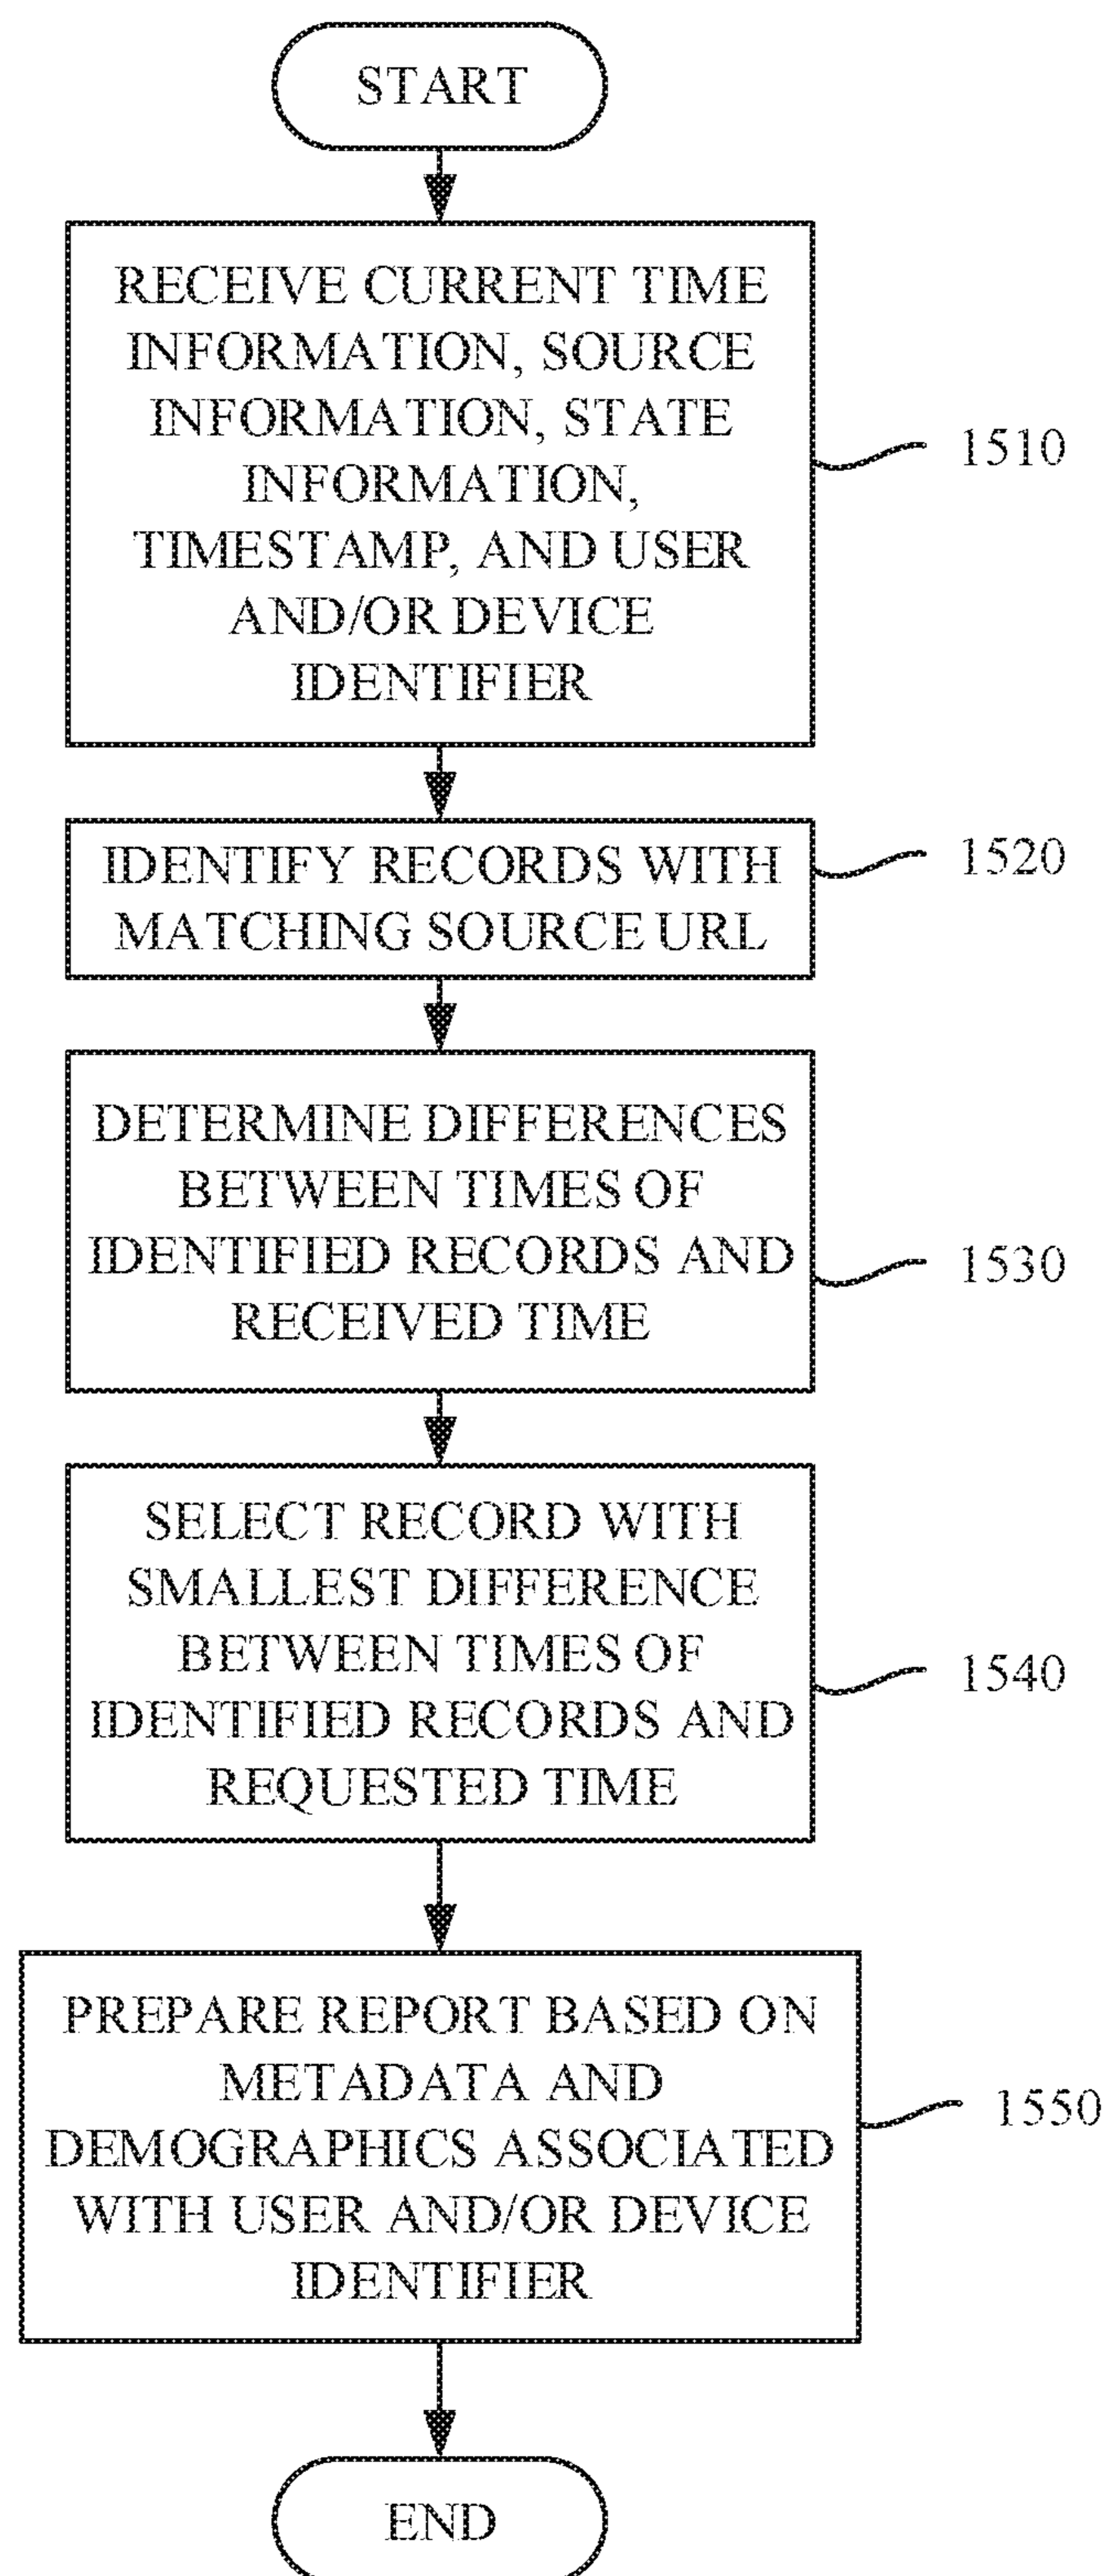 START
RECEIVE CURRENT TIME
INFORMATION, SOURCE
INFORMATION, STATE
INFORMATION,
TIMESTAMP, AND USER
AND/OR DEVICE
IDENTIFIER
1510
IDENTIFY RECORDS WITH
MATCHING SOURCE URL
1520
DETERMINE DIFFERENCES
BETWEEN TIMES OF
IDENTIFIED RECORDS AND
RECEIVED TIME
1530
SELECT RECORD WITH
SMALLEST DIFFERENCE
BETWEEN TIMES OF
IDENTIFIED RECORDS AND
REQUESTED TIME
1540
PREPARE REPORT BASED ON
METADATA AND
DEMOGRAPHICS ASSOCIATED
WITH USER AND/OR DEVICE
IDENTIFIER
1550
END